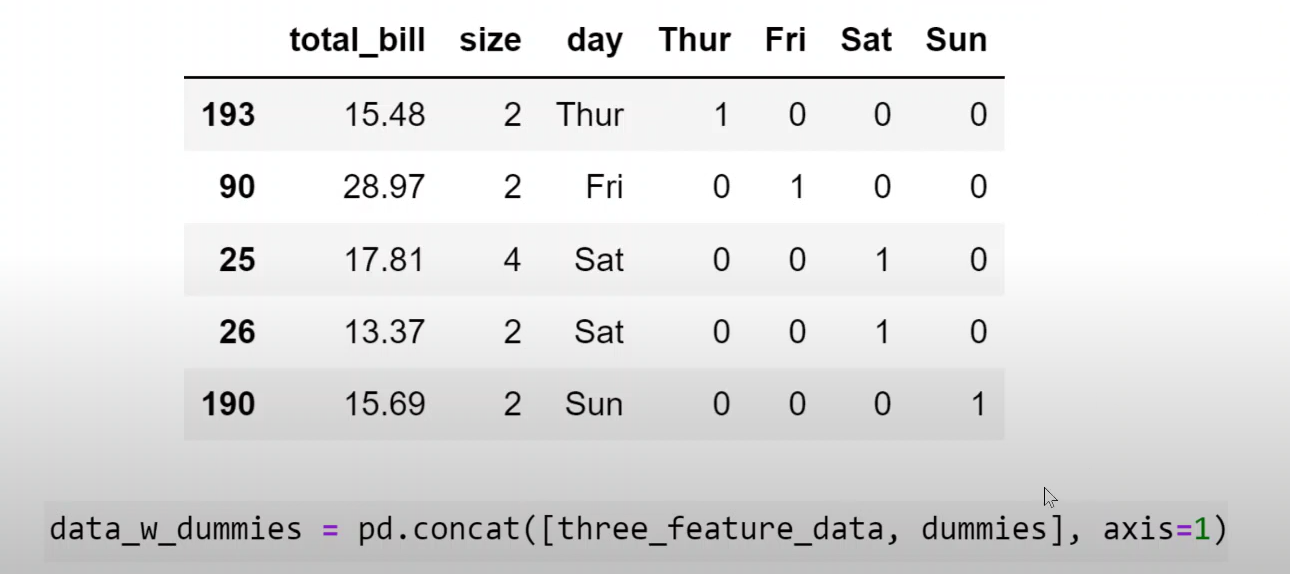 total_bill size day Thur Fri Sat Sun
193 15.48 2 Thur 1 0 0 0
90 28.97 2 Fri 0 1 0 0
25 17.81 4 Sat 0 0 1 0
26 13.37 2 Sat 0 0 1 0
190 15.69 2 Sun 0 0 0 1
data_w_dummies = pd.concat([three_feature_data, dummies], axis=1)